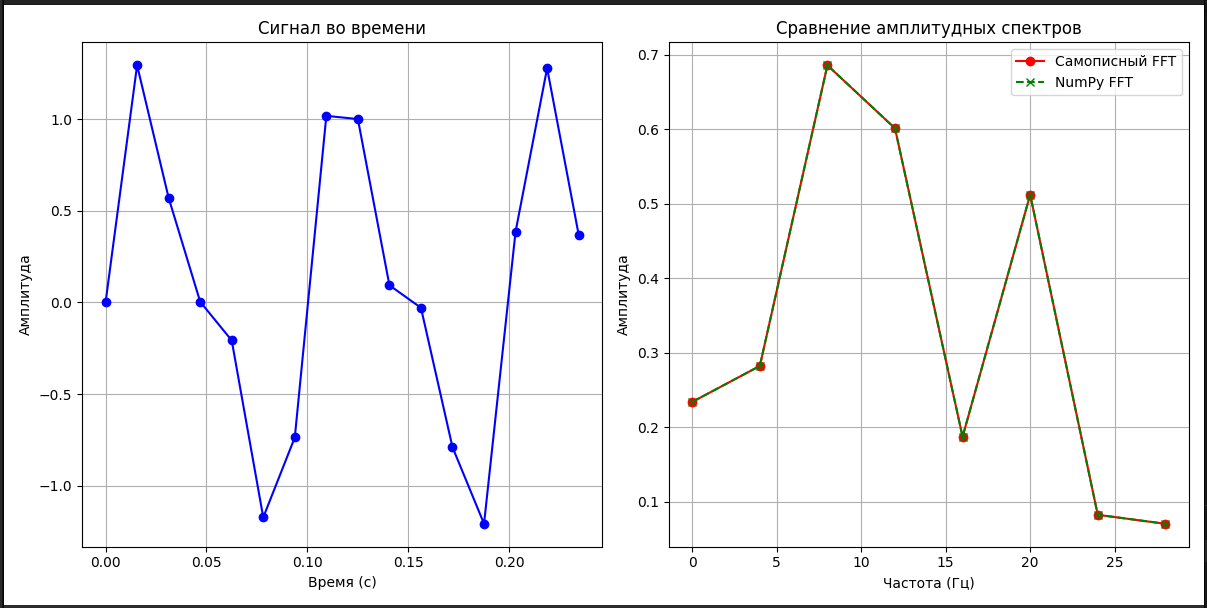 Сигнал во времени
1.0
0.5
0.0
−0.5
−1.0
Амплитуда
0.00
0.05
0.10
0.15
0.20
Время (с)
Сравнение амплитудных спектров
Самописный FFT
NumPy FFT
0.7
0.6
0.5
0.4
0.3
0.2
0.1
Амплитуда
0
5
10
15
20
25
Частота (Гц)